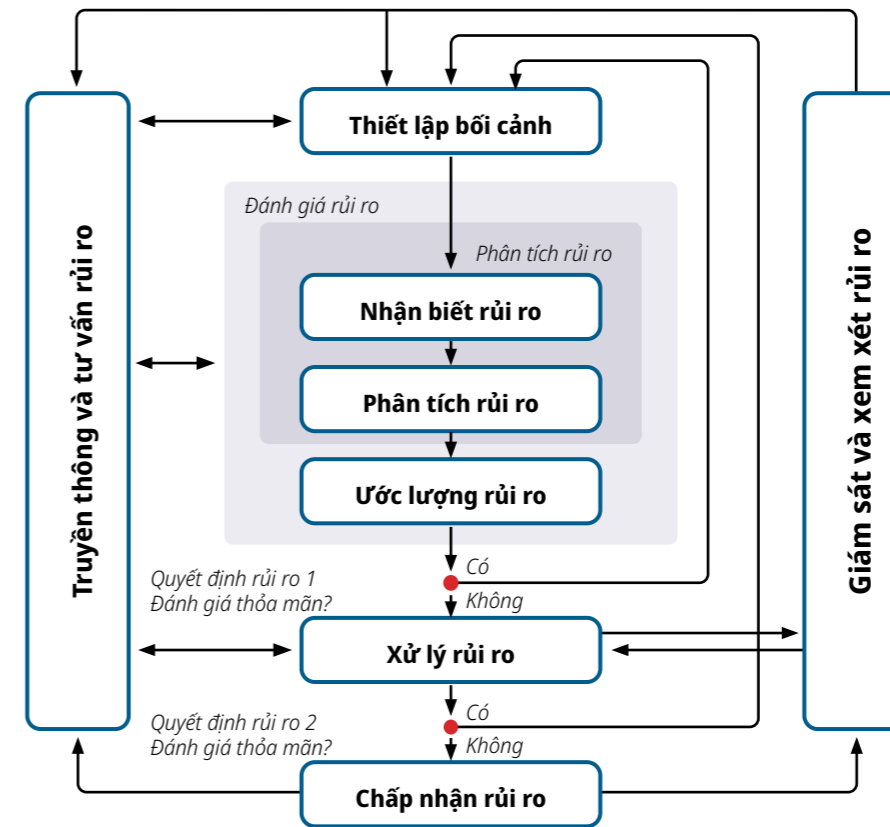 Thiết lập bối cảnh
Đánh giá rủi ro
Phân tích rủi ro
Nhận biết rủi ro
Phân tích rủi ro
Ước lượng rủi ro
Truyền thông và tư vấn rủi ro
Giám sát và xem xét rủi ro
Có
Quyết định rủi ro 1
Đánh giá thỏa mãn?
Không
Xử lý rủi ro
Có
Quyết định rủi ro 2
Đánh giá thỏa mãn?
Không
Chấp nhận rủi ro